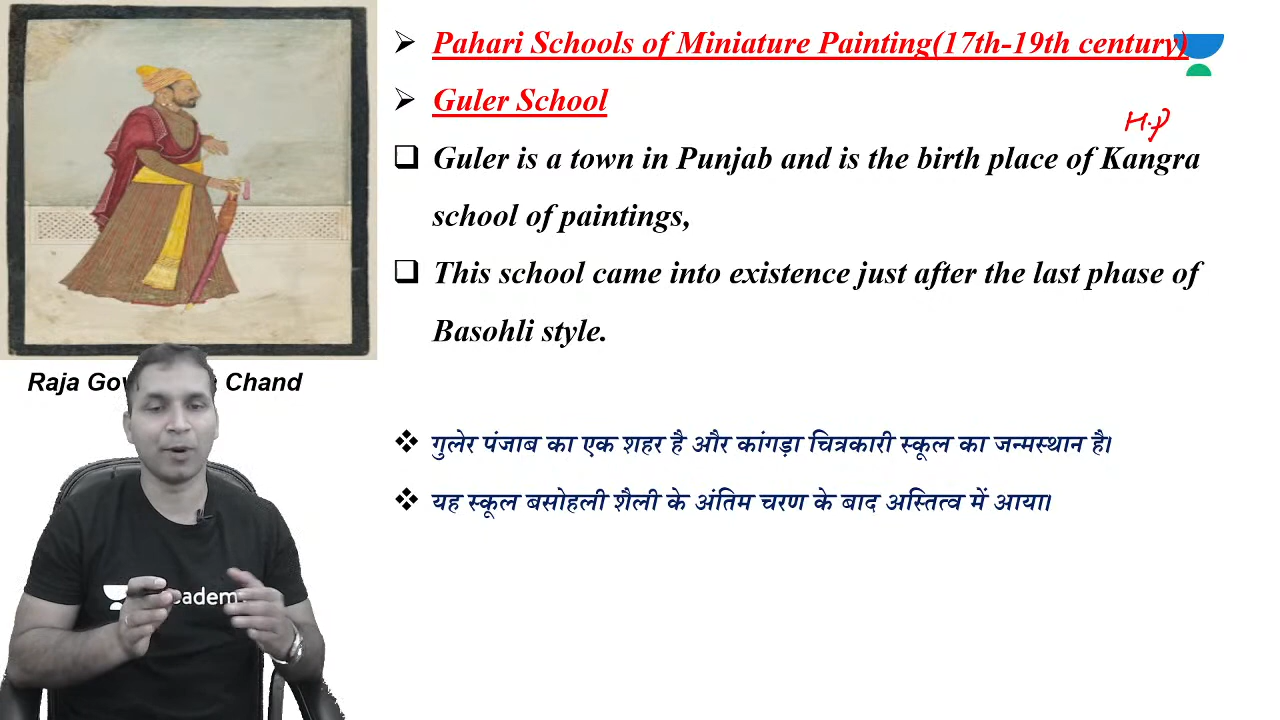 Pahari Schools of Miniature Painting(17th-19th century)
Guler School
H.P
Guler is a town in Punjab and is the birth place of Kangra
school of paintings,
This school came into existence just after the last phase of
Basohli style.
Raja Gov Chand
गुलेर पंजाब का एक शहर है और कांगड़ा चित्रकारी स्कूल का जन्मस्थान है।
यह स्कूल बसोहली शैली के अंतिम चरण के बाद अस्तित्व में आया।